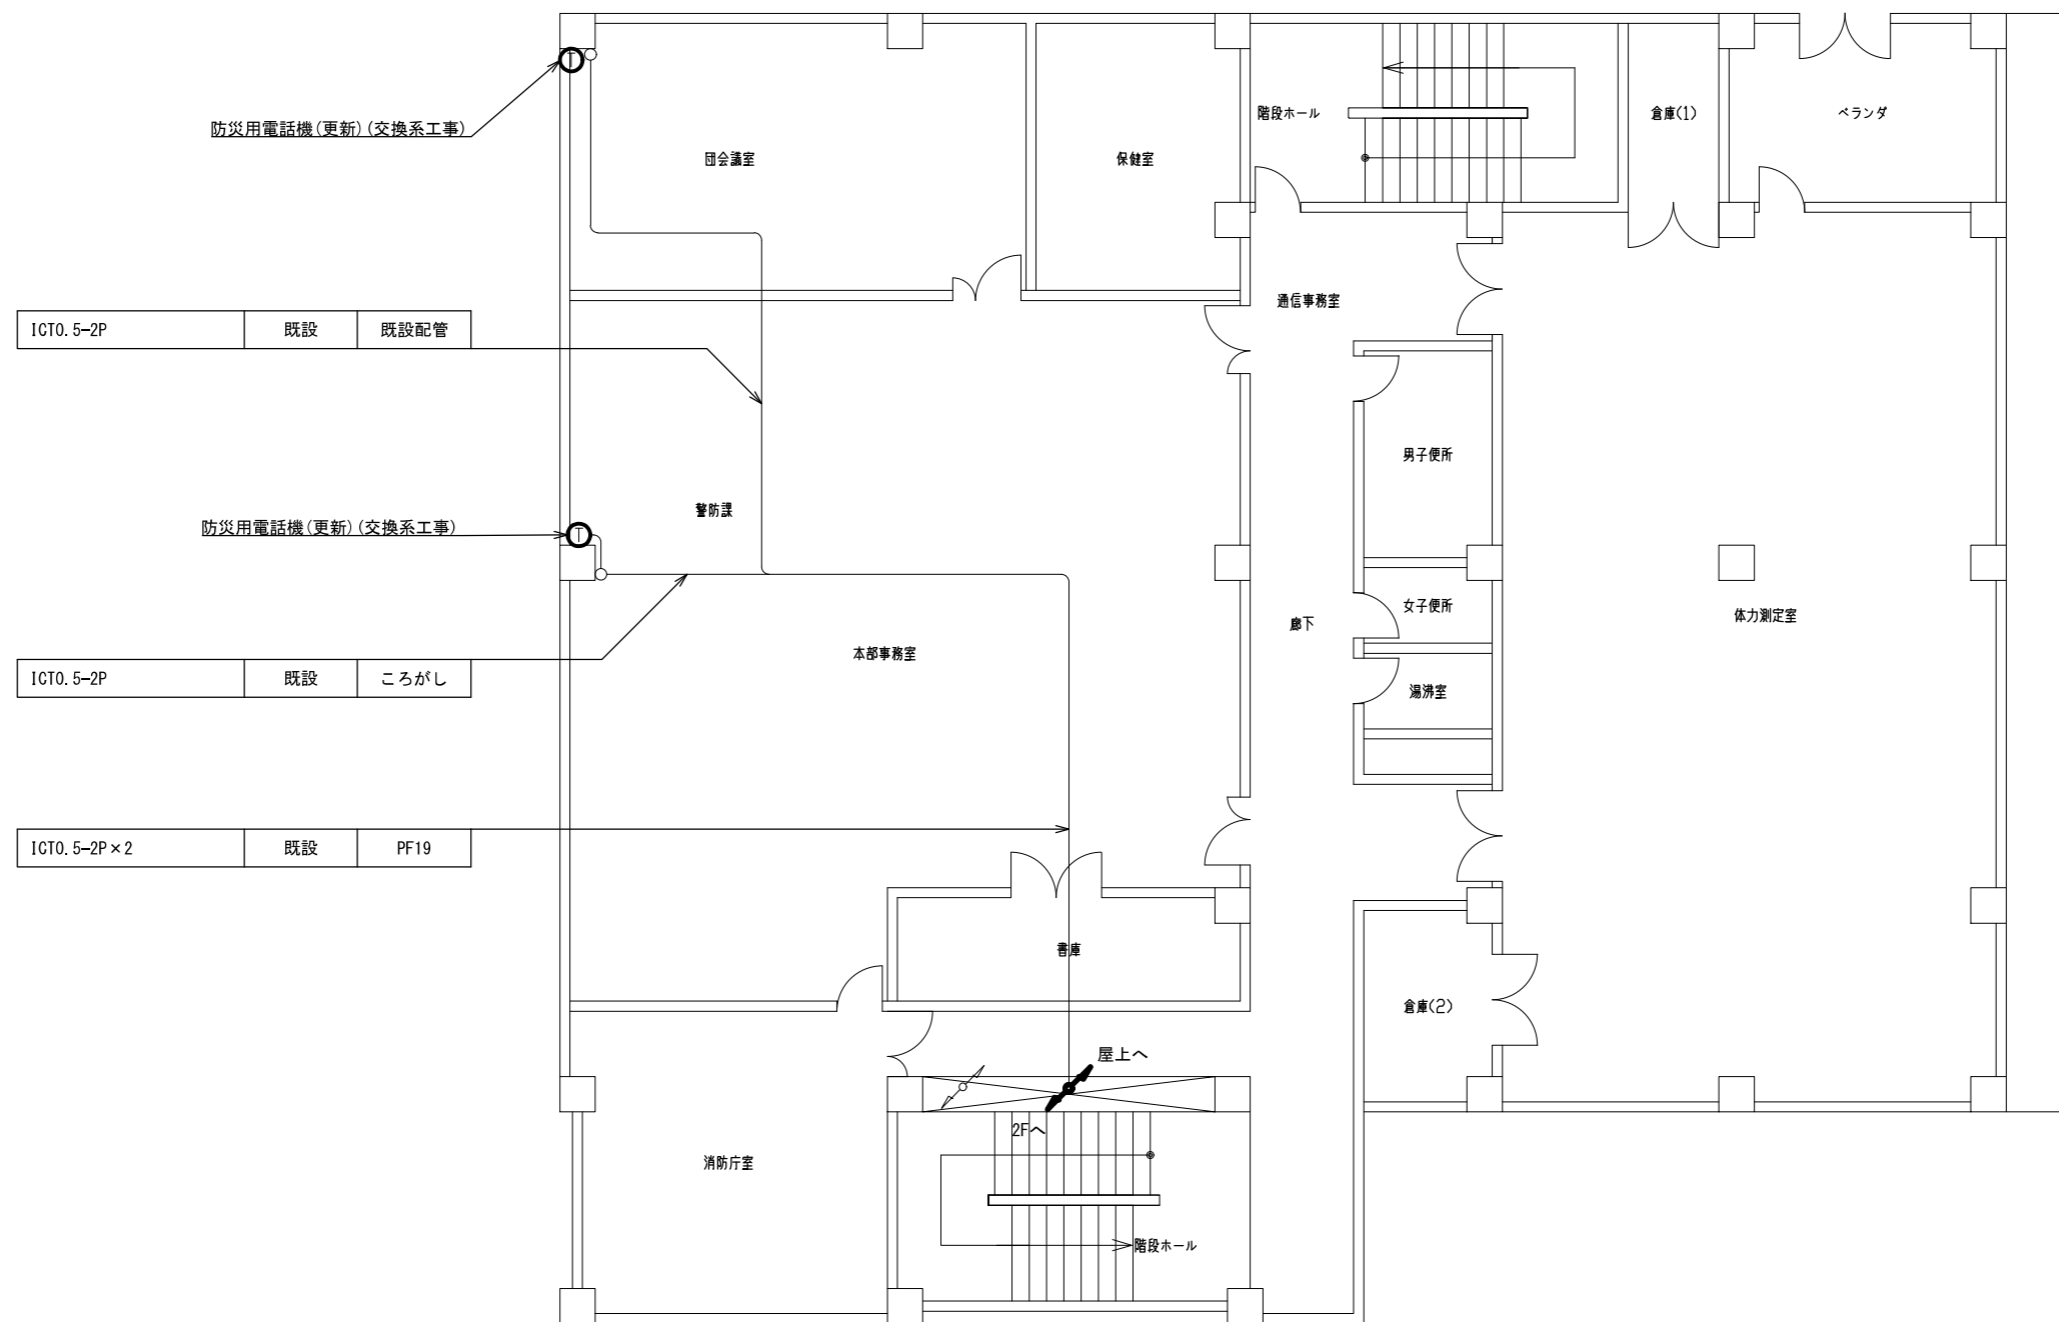 階段ホール
倉庫(1)
ベランダ
防災用電話機(更新)(交換系工事)
団会議室
保健室
通信事務室
ICT0.5-2P 既設 既設配管
男子便所
警防課
防災用電話機(更新)(交換系工事)
T
T
女子便所
体力測定室
廊下
本部事務室
ICT0.5-2P 既設 ころがし
湯沸室
ICT0.5-2P×2 既設 PF19
書庫
倉庫(2)
屋上へ
2Fへ
消防庁室
階段ホール